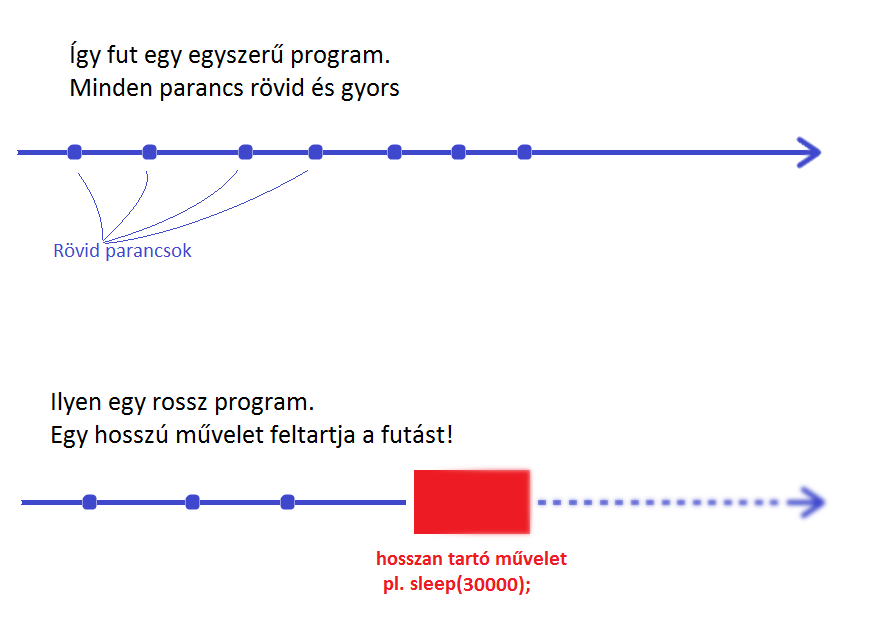 Így fut egy egyszerű program.
Minden parancs rövid és gyors
Rövid parancsok
Ilyen egy rossz program.
Egy hosszú művelet feltartja a futást!
hosszan tartó művelet
pl. sleep(30000);